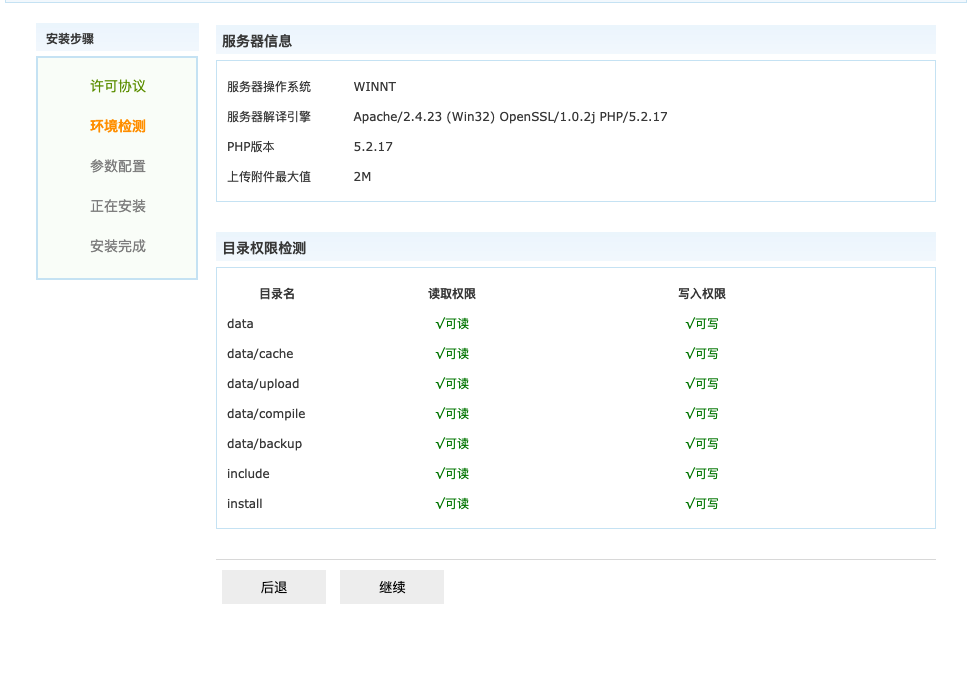 安装步骤
许可协议
环境检测
参数配置
正在安装
安装完成
服务器信息
服务器操作系统 WINNT
服务器解译引擎 Apache/2.4.23 (Win32) OpenSSL/1.0.2j PHP/5.2.17
PHP版本 5.2.17
上传附件最大值 2M
目录权限检测
目录名 读取权限 写入权限
data √可读 √可写
data/cache √可读 √可写
data/upload √可读 √可写
data/compile √可读 √可写
data/backup √可读 √可写
include √可读 √可写
install √可读 √可写
后退 继续